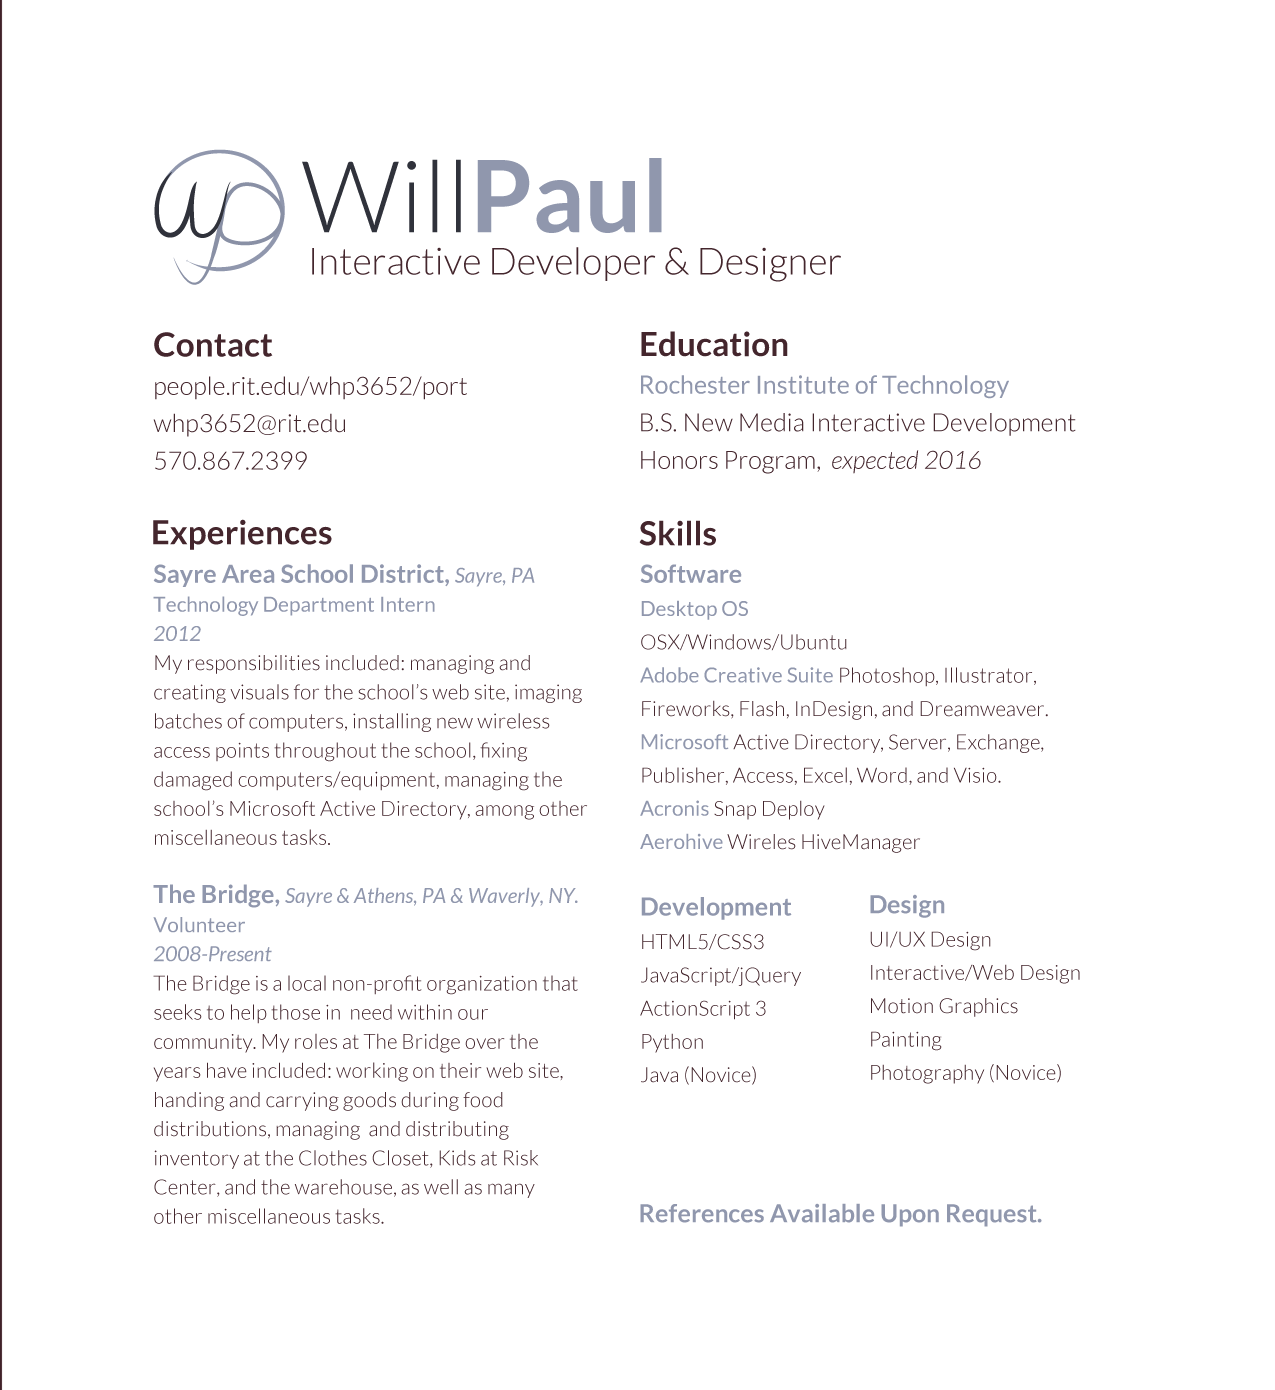 wp
WillPaul
Interactive Developer & Designer
Contact
people.rit.edu/whp3652/port
whp3652@rit.edu
570.867.2399
Education
Rochester Institute of Technology
B.S. New Media Interactive Development
Honors Program, expected 2016
Experiences
Sayre Area School District, Sayre, PA
Technology Department Intern
2012
My responsibilities included: managing and
creating visuals for the school’s web site, imaging
batches of computers, installing new wireless
access points throughout the school, fixing
damaged computers/equipment, managing the
school’s Microsoft Active Directory, among other
miscellaneous tasks.
The Bridge, Sayre & Athens, PA & Waverly, NY.
Volunteer
2008-Present
The Bridge is a local non-profit organization that
seeks to help those in need within our
community. My roles at The Bridge over the
years have included: working on their web site,
handing and carrying goods during food
distributions, managing and distributing
inventory at the Clothes Closet, Kids at Risk
Center, and the warehouse, as well as many
other miscellaneous tasks.
Skills
Software
Desktop OS
OSX/Windows/Ubuntu
Adobe Creative Suite Photoshop, Illustrator,
Fireworks, Flash, InDesign, and Dreamweaver.
Microsoft Active Directory, Server, Exchange,
Publisher, Access, Excel, Word, and Visio.
Acronis Snap Deploy
Aerohive Wireles HiveManager
Development
HTML5/CSS3
JavaScript/jQuery
ActionScript 3
Python
Java (Novice)
Design
UI/UX Design
Interactive/Web Design
Motion Graphics
Painting
Photography (Novice)
References Available Upon Request.